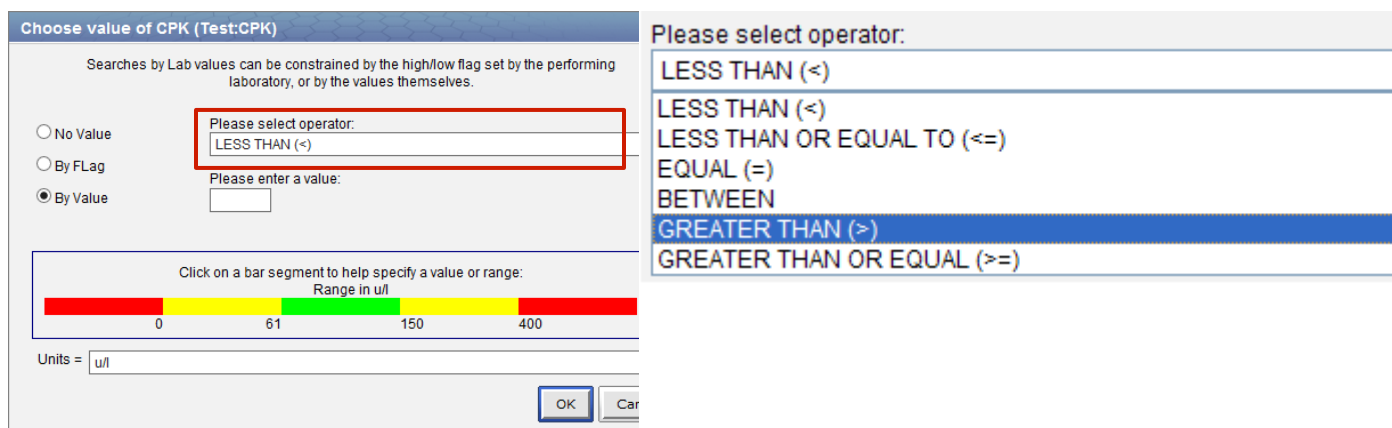 Choose value of CPK (Test:CPK)
Searches by Lab values can be constrained by the high/low flag set by the performing
laboratory, or by the values themselves.
No Value
By FLag
By Value
Please select operator:
LESS THAN (<)
Please enter a value:
Click on a bar segment to help specify a value or range:
Range in u/l
0 61 150 400
Units = u/l
OK Can
Please select operator:
LESS THAN (<)
LESS THAN (<)
LESS THAN OR EQUAL TO (<=)
EQUAL (=)
BETWEEN
GREATER THAN (>)
GREATER THAN OR EQUAL (>=)